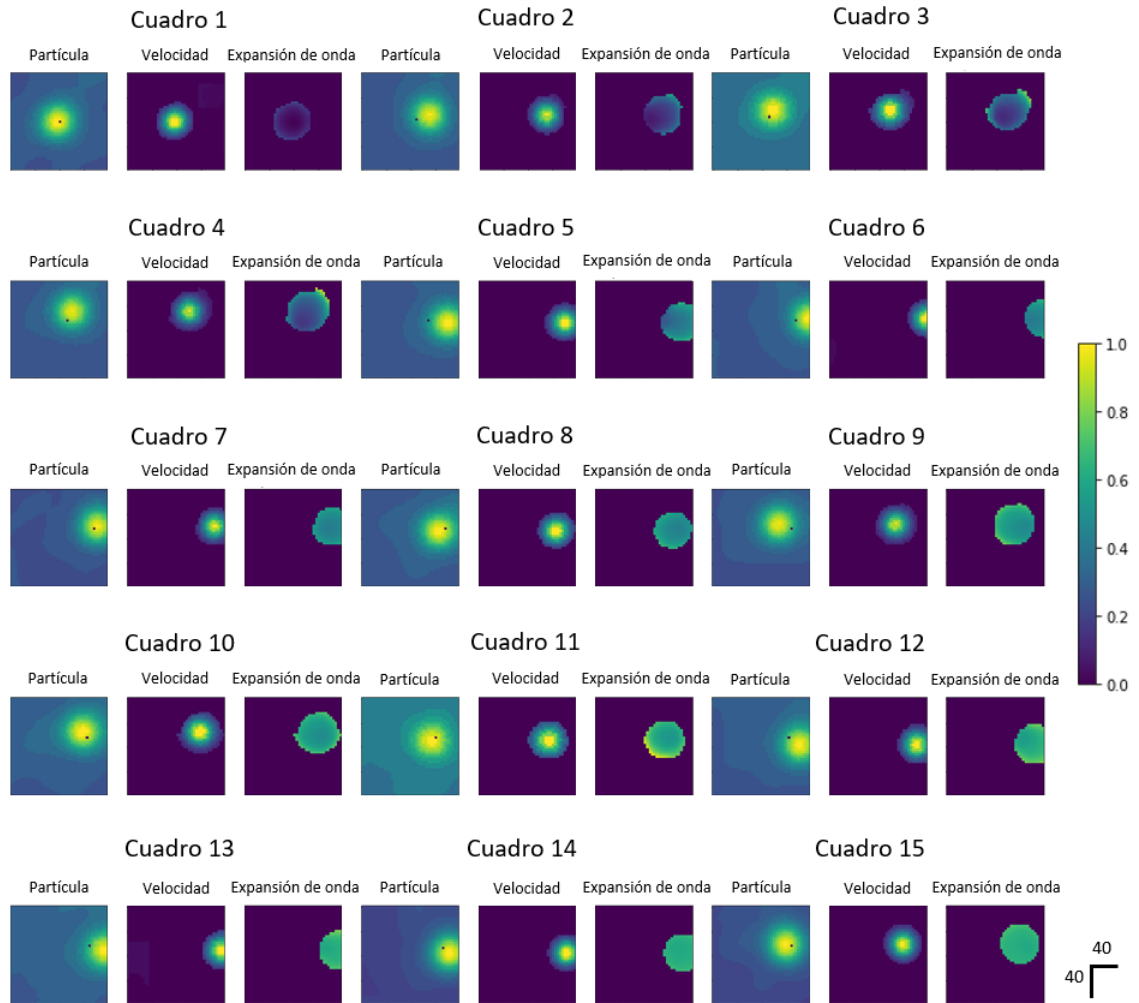 Cuadro 1 Cuadro 2 Cuadro 3
Partícula Velocidad Expansión de onda Partícula Velocidad Expansión de onda Partícula Velocidad Expansión de onda
Cuadro 4 Cuadro 5 Cuadro 6
Partícula Velocidad Expansión de onda Partícula Velocidad Expansión de onda Partícula Velocidad Expansión de onda
1.0
0.8
0.6
0.4
0.2
0.0
Cuadro 7 Cuadro 8 Cuadro 9
Partícula Velocidad Expansión de onda Partícula Velocidad Expansión de onda Partícula Velocidad Expansión de onda
Cuadro 10 Cuadro 11 Cuadro 12
Partícula Velocidad Expansión de onda Partícula Velocidad Expansión de onda Partícula Velocidad Expansión de onda
Cuadro 13 Cuadro 14 Cuadro 15
Partícula Velocidad Expansión de onda Partícula Velocidad Expansión de onda Partícula Velocidad Expansión de onda
40
40